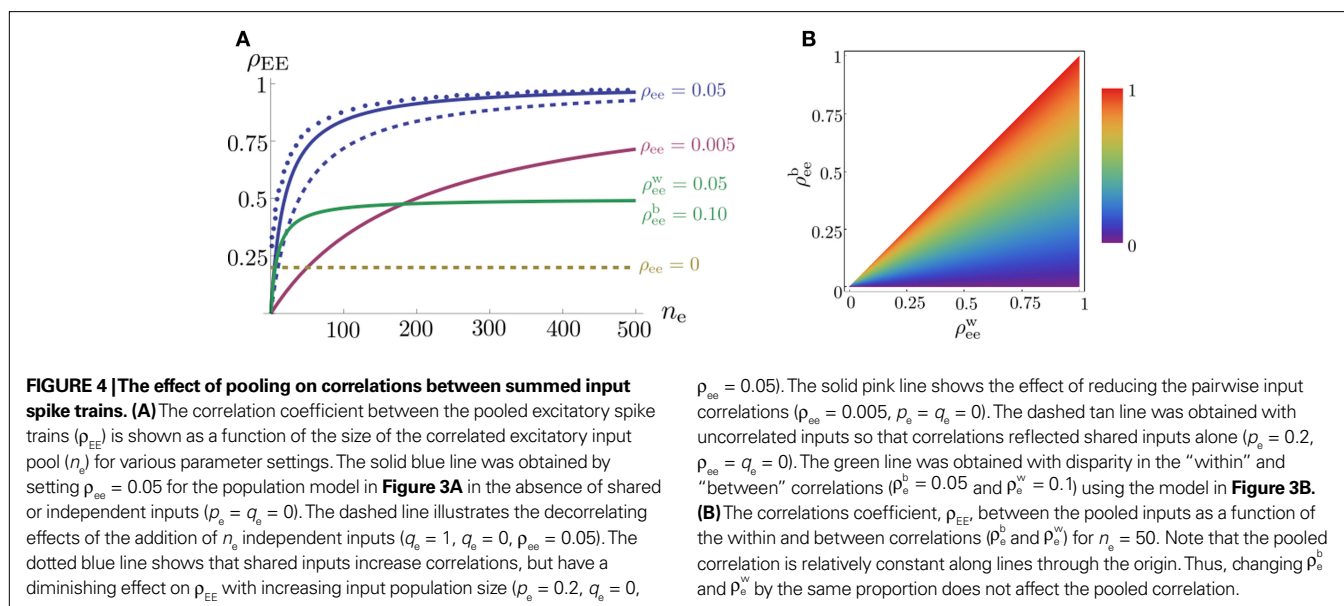 A
ρEE
1
0.75
0.5
0.25
100
200
300
400
500
ne
ρee = 0.05
ρee = 0.005
ρʷee = 0.05
ρᵇee = 0.10
ρee = 0
B
1
0.75
0.5
0.25
0
0
0.25
0.5
0.75
1
ρᵇee
ρʷee
1
0
FIGURE 4 | The effect of pooling on correlations between summed input
spike trains. (A) The correlation coefficient between the pooled excitatory spike
trains (ρEE) is shown as a function of the size of the correlated excitatory input
pool (ne) for various parameter settings. The solid blue line was obtained by
setting ρee = 0.05 for the population model in Figure 3A in the absence of shared
or independent inputs (pe = qe = 0). The dashed line illustrates the decorrelating
effects of the addition of ne independent inputs (qe = 1, qe = 0, ρee = 0.05). The
dotted blue line shows that shared inputs increase correlations, but have a
diminishing effect on ρEE with increasing input population size (pe = 0.2, qe = 0,
ρee = 0.05). The solid pink line shows the effect of reducing the pairwise input
correlations (ρee = 0.005, pe = qe = 0). The dashed tan line was obtained with
uncorrelated inputs so that correlations reflected shared inputs alone (pe = 0.2,
ρee = qe = 0). The green line was obtained with disparity in the “within” and
“between” correlations (ρᵇe = 0.05 and ρʷe = 0.1) using the model in Figure 3B.
(B) The correlations coefficient, ρEE, between the pooled inputs as a function of
the within and between correlations (ρᵇe and ρʷe) for ne = 50. Note that the pooled
correlation is relatively constant along lines through the origin. Thus, changing ρᵇe
and ρʷe by the same proportion does not affect the pooled correlation.